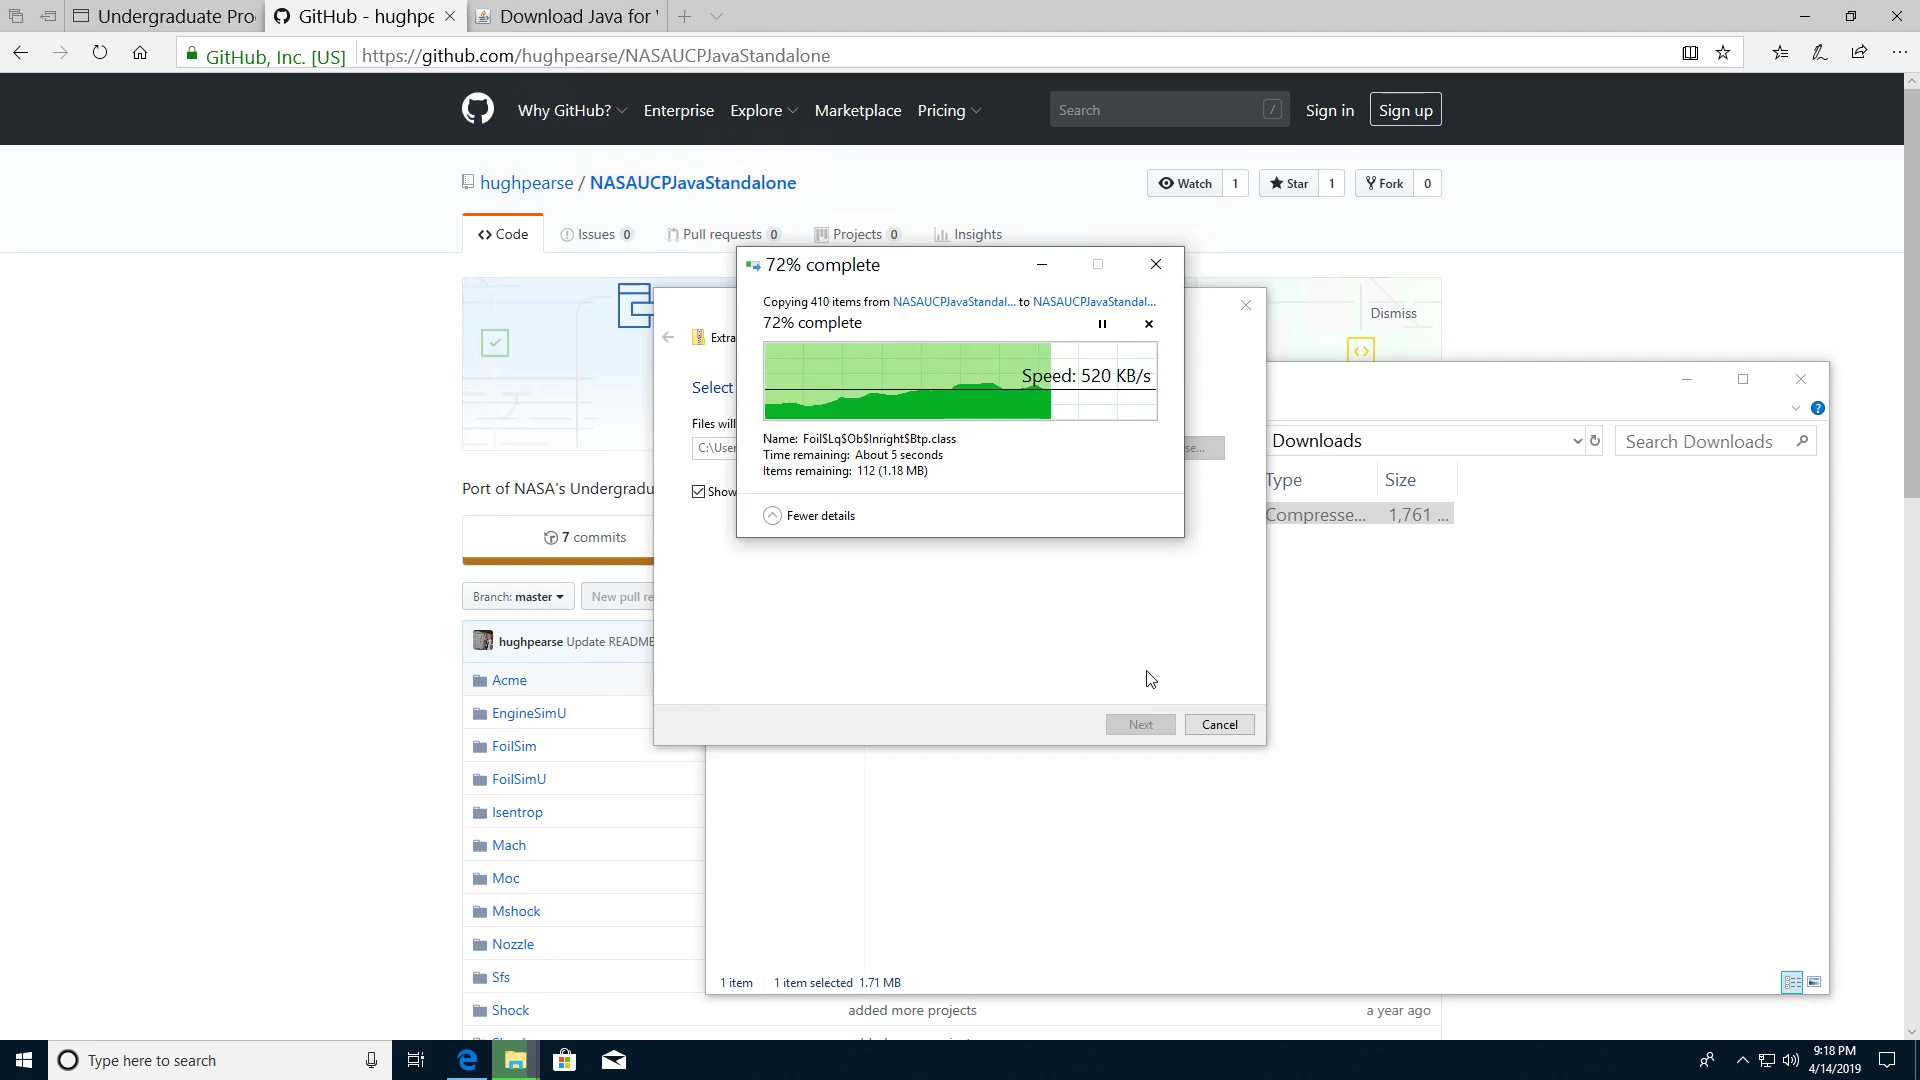 Undergraduate Pro
GitHub - hughpe
Download Java for
GitHub, Inc. [US]
https://github.com/hughpearse/NASAUCPJavaStandalone
Why GitHub?
Enterprise
Explore
Marketplace
Pricing
Search
/
Sign in
Sign up
hughpearse / NASAUCPJavaStandalone
Watch 1
Star 1
Fork 0
Code
Issues 0
Pull requests 0
Projects 0
Insights
72% complete
Copying 410 items from NASAUCPJavaStandal... to NASAUCPJavaStandal...
72% complete
Speed: 520 KB/s
Name: Foil$Lq$Ob$Inright$Btp.class
Time remaining: About 5 seconds
Items remaining: 112 (1.18 MB)
Fewer details
Extra
Select
Files will
C:\User
se...
Show
Next
Cancel
Dismiss
Downloads
Search Downloads
Type
Size
Compresse...
1,761 ...
1 item
1 item selected 1.71 MB
Port of NASA's Undergradu
7 commits
Branch: master
New pull re
hughpearse Update README
Acme
EngineSimU
FoilSim
FoilSimU
Isentrop
Mach
Moc
Mshock
Nozzle
Sfs
Shock
added more projects
a year ago
Type here to search
9:18 PM
4/14/2019